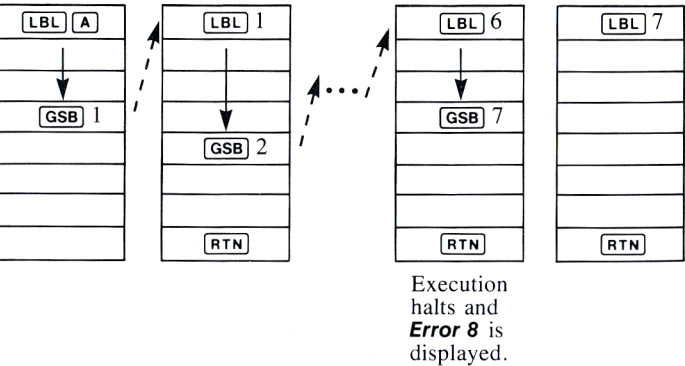 LBL A
LBL 1
LBL 6
LBL 7
GSB 1
GSB 7
GSB 2
RTN
RTN
RTN
Execution
halts and
Error 8 is
displayed.